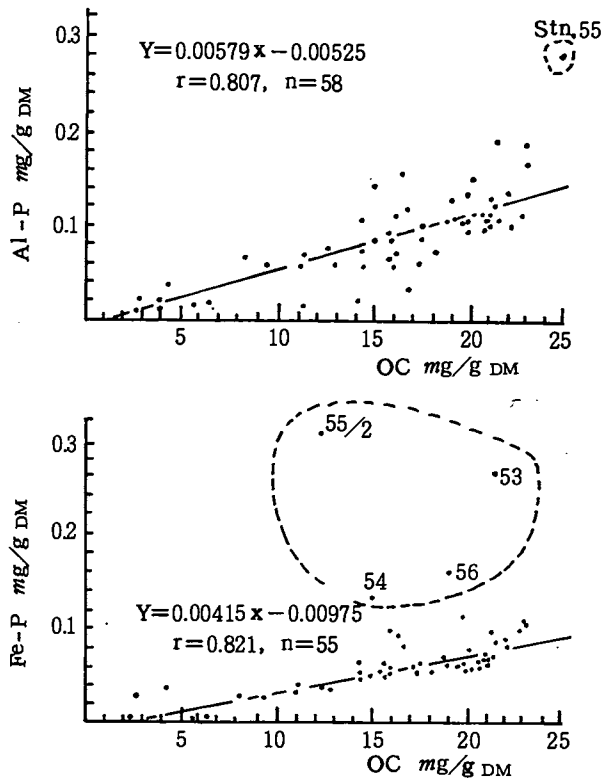 0.3
Stn. 55
Y=0.00579x−0.00525
r=0.807, n=58
0.2
Al-P mg/g DM
0.1
5 10 15 20 25
OC mg/g DM
0.3
55/2
53
0.2
Fe-P mg/g DM
54
56
Y=0.00415x−0.00975
r=0.821, n=55
0.1
5 10 15 20 25
OC mg/g DM